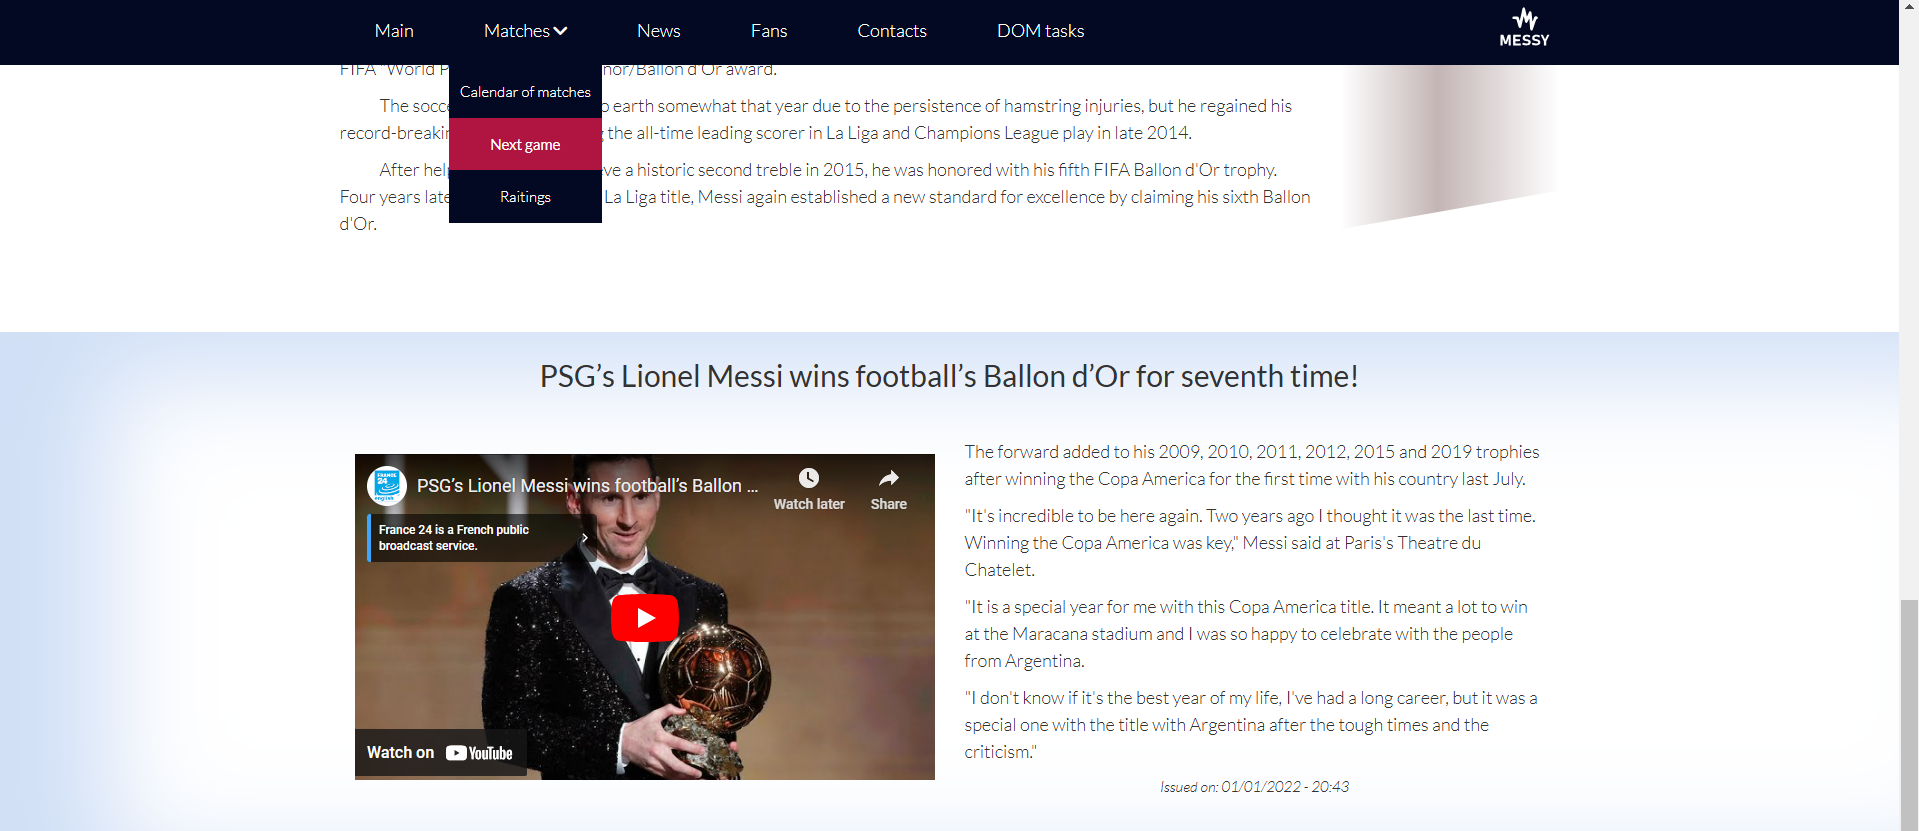 Main
Matches
News
Fans
Contacts
DOM tasks
MESSY
Calendar of matches
Next game
Raitings
FIFA "World P nor/Ballon d'Or award.
The socce o earth somewhat that year due to the persistence of hamstring injuries, but he regained his
record-breakin g the all-time leading scorer in La Liga and Champions League play in late 2014.
After help ve a historic second treble in 2015, he was honored with his fifth FIFA Ballon d'Or trophy.
Four years late La Liga title, Messi again established a new standard for excellence by claiming his sixth Ballon
d'Or.
PSG's Lionel Messi wins football's Ballon d'Or for seventh time!
FRANCE
24
english
PSG's Lionel Messi wins football's Ballon ...
Watch later
Share
France 24 is a French public
broadcast service.
Watch on YouTube
The forward added to his 2009, 2010, 2011, 2012, 2015 and 2019 trophies
after winning the Copa America for the first time with his country last July.
"It's incredible to be here again. Two years ago I thought it was the last time.
Winning the Copa America was key," Messi said at Paris's Theatre du
Chatelet.
"It is a special year for me with this Copa America title. It meant a lot to win
at the Maracana stadium and I was so happy to celebrate with the people
from Argentina.
"I don't know if it's the best year of my life, I've had a long career, but it was a
special one with the title with Argentina after the tough times and the
criticism."
Issued on: 01/01/2022 - 20:43